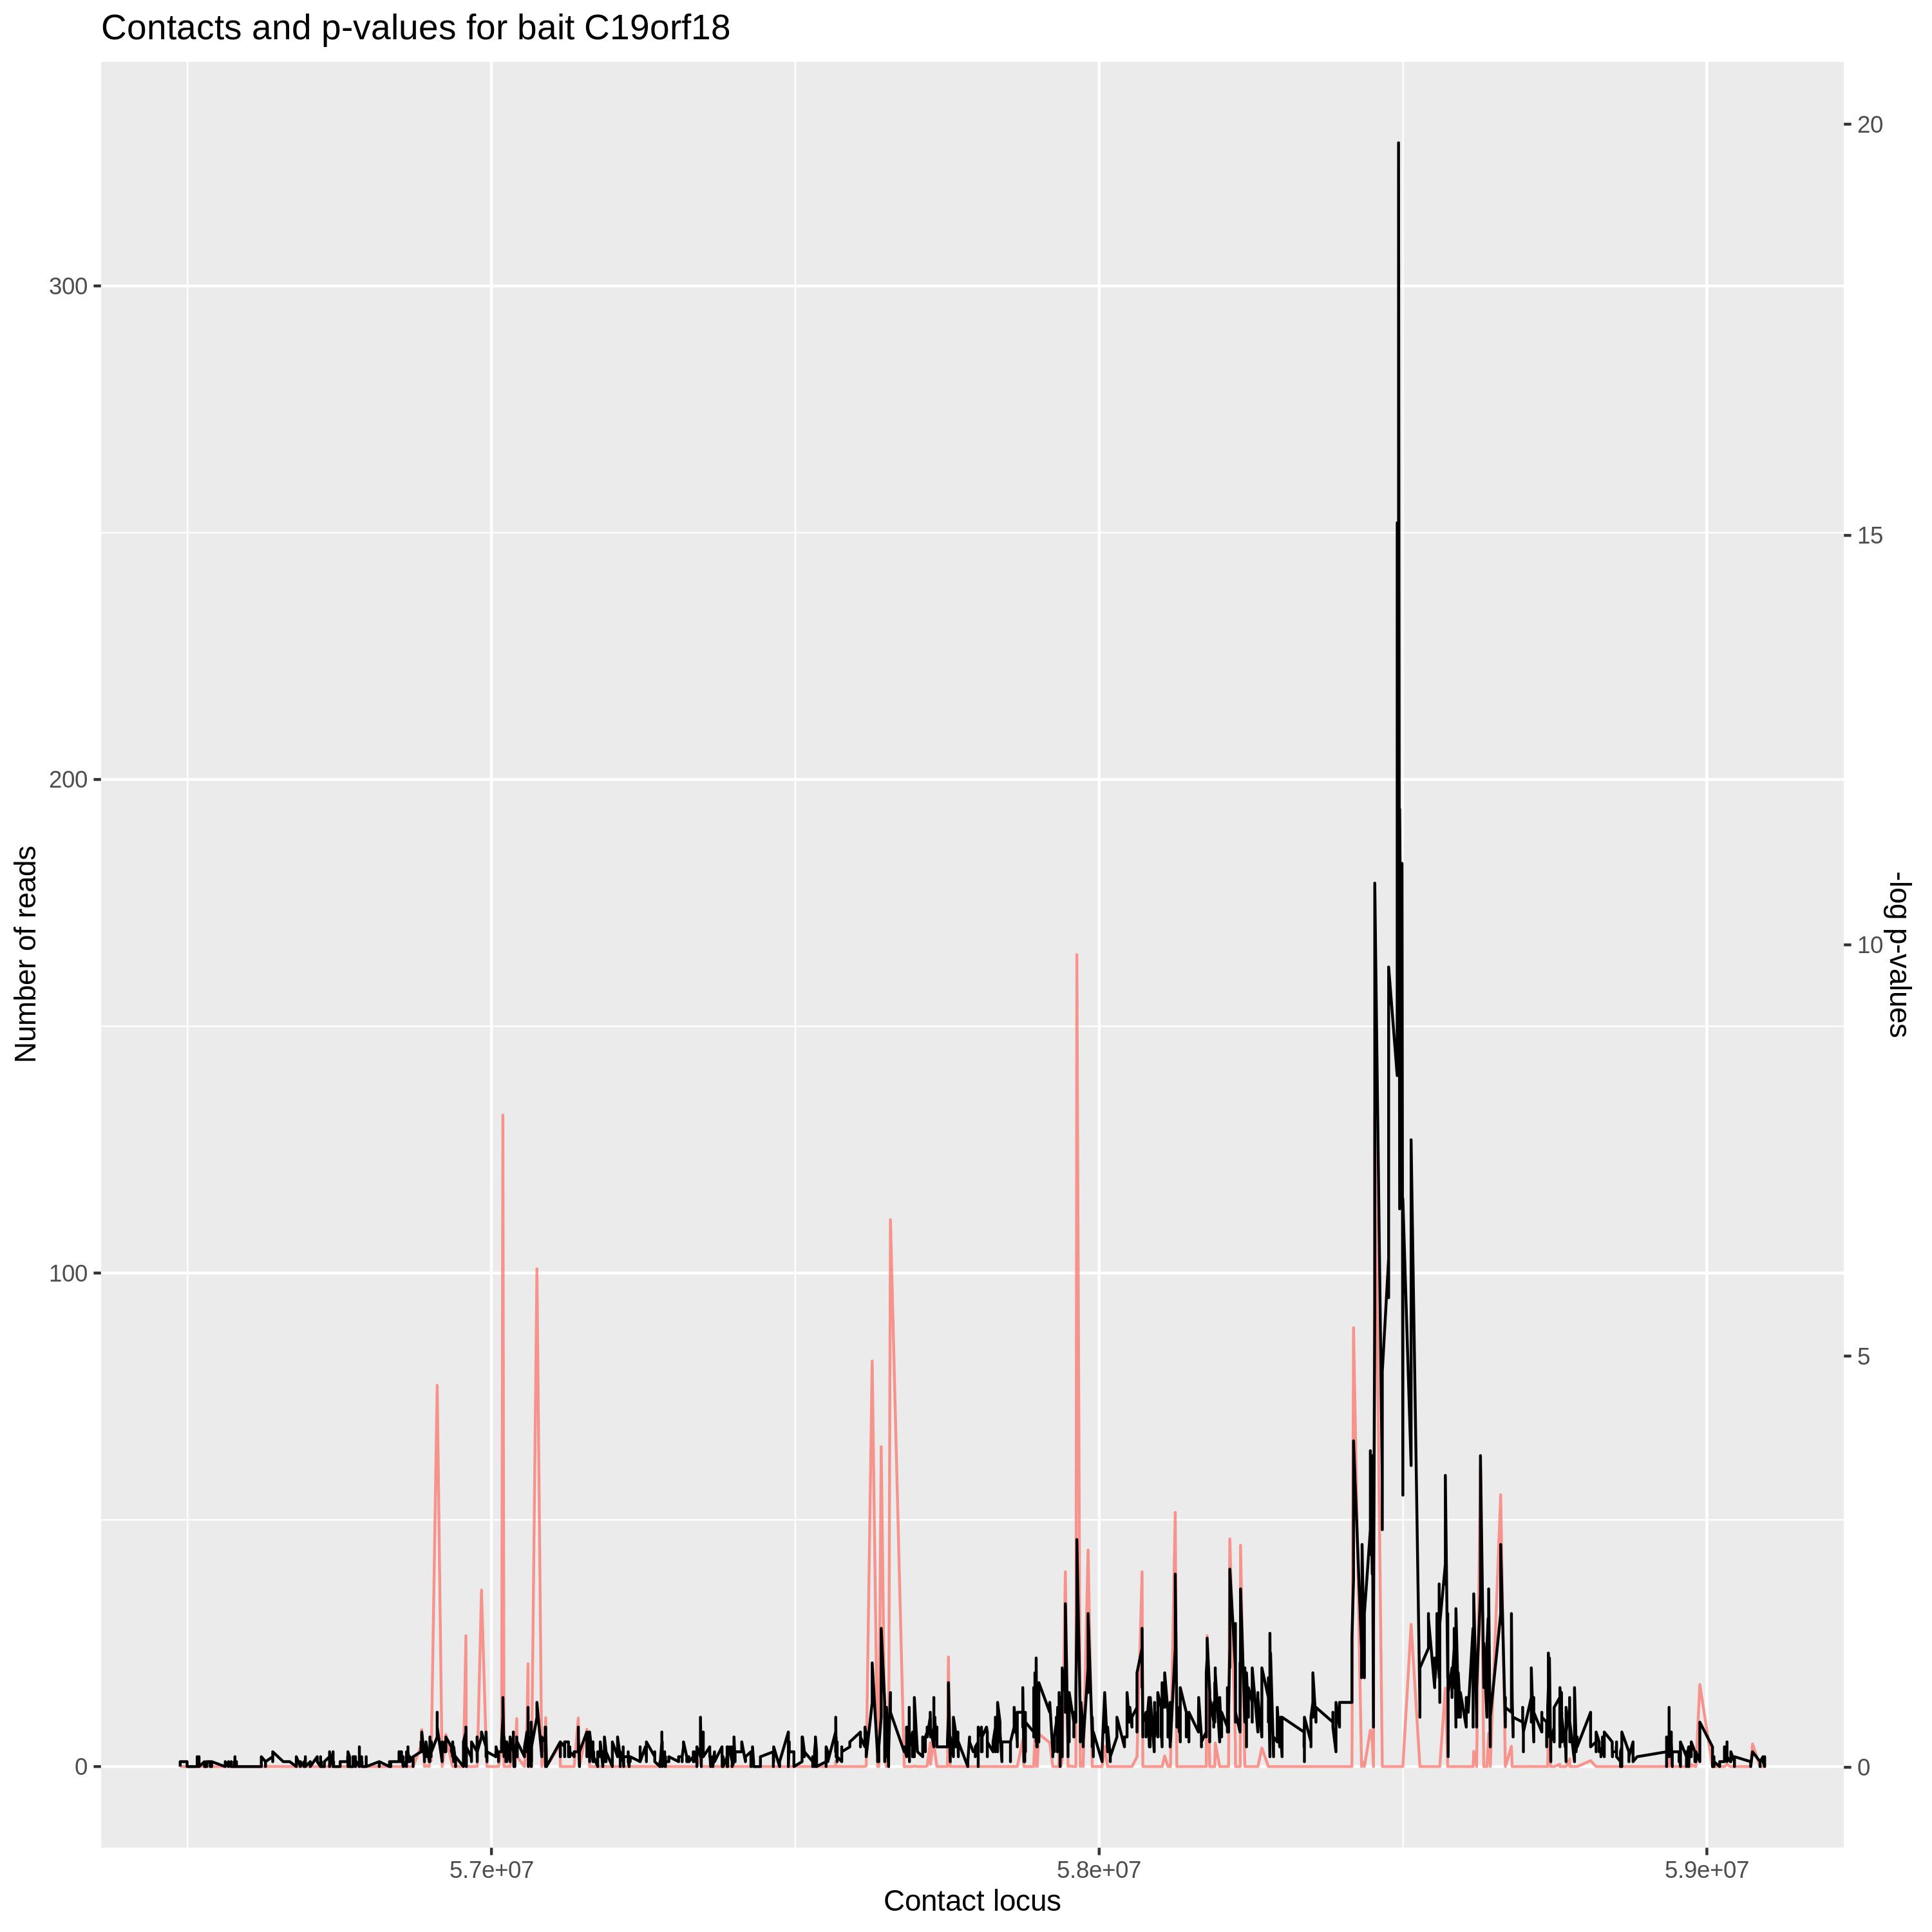 Contacts and p-values for bait C19orf18
Number of reads
300
200
100
0
20
15
10
5
0
-log p-values
5.7e+07
5.8e+07
5.9e+07
Contact locus